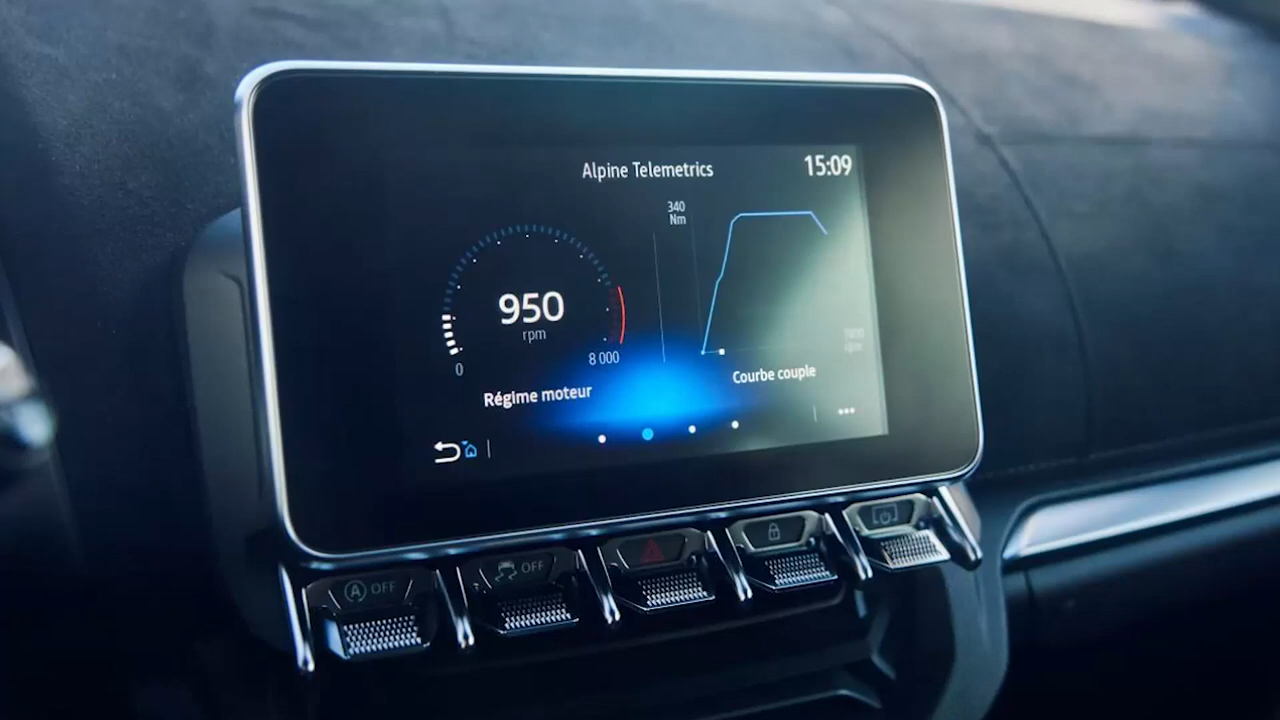 Alpine Telemetrics
15:09
340
Nm
950
rpm
0
8 000
Régime moteur
Courbe couple
A OFF
OFF